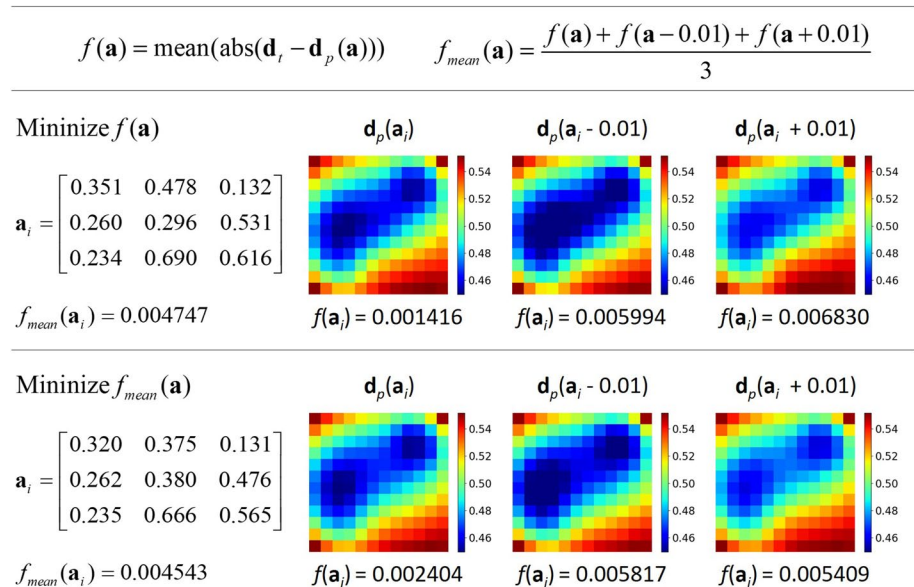 f(a) = mean(abs(d_t − d_p(a))) f_mean(a) = (f(a) + f(a − 0.01) + f(a + 0.01)) / 3
Mininize f(a)
d_p(a_i) d_p(a_i - 0.01) d_p(a_i + 0.01)
a_i = [0.351 0.478 0.132
0.260 0.296 0.531
0.234 0.690 0.616]
0.54 0.54 0.54
0.52 0.52 0.52
0.50 0.50 0.50
0.48 0.48 0.48
0.46 0.46 0.46
f_mean(a_i) = 0.004747
f(a_i) = 0.001416 f(a_i) = 0.005994 f(a_i) = 0.006830
Mininize f_mean(a)
d_p(a_i) d_p(a_i - 0.01) d_p(a_i + 0.01)
a_i = [0.320 0.375 0.131
0.262 0.380 0.476
0.235 0.666 0.565]
0.54 0.54 0.54
0.52 0.52 0.52
0.50 0.50 0.50
0.48 0.48 0.48
0.46 0.46 0.46
f_mean(a_i) = 0.004543
f(a_i) = 0.002404 f(a_i) = 0.005817 f(a_i) = 0.005409